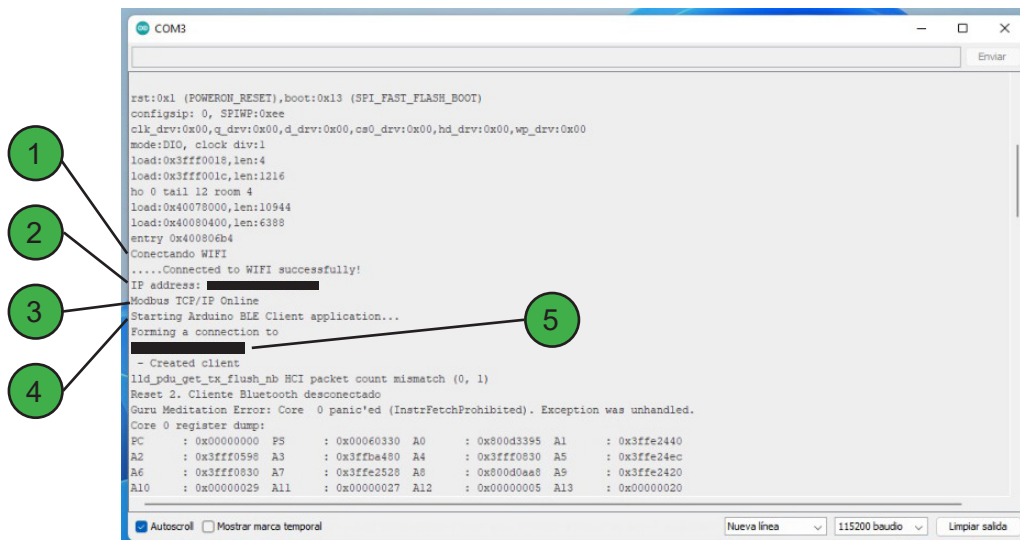 COM3
Enviar
rst:0x1 (POWERON_RESET),boot:0x13 (SPI_FAST_FLASH_BOOT)
configsip: 0, SPIWP:0xee
clk_drv:0x00,q_drv:0x00,d_drv:0x00,cs0_drv:0x00,hd_drv:0x00,wp_drv:0x00
mode:DIO, clock div:1
load:0x3fff0018,len:4
load:0x3fff001c,len:1216
ho 0 tail 12 room 4
load:0x40078000,len:10944
load:0x40080400,len:6388
entry 0x400806b4
1
Conectando WIFI
.....Connected to WIFI successfully!
2
IP address:
3
Modbus TCP/IP Online
4
Starting Arduino BLE Client application...
Forming a connection to
5
- Created client
lld_pdu_get_tx_flush_nb HCI packet count mismatch (0, 1)
Reset 2. Cliente Bluetooth desconectado
Guru Meditation Error: Core  0 panic'ed (InstrFetchProhibited). Exception was unhandled.
Core 0 register dump:
PC      : 0x00000000  PS      : 0x00060330  A0      : 0x800d3395  A1      : 0x3ffe2440
A2      : 0x3fff0598  A3      : 0x3ffba480  A4      : 0x3fff0830  A5      : 0x3ffe24ec
A6      : 0x3fff0830  A7      : 0x3ffe2528  A8      : 0x800d0aa8  A9      : 0x3ffe2420
A10     : 0x00000029  A11     : 0x00000027  A12     : 0x00000005  A13     : 0x00000020
Autoscroll Mostrar marca temporal Nueva línea 115200 baudio Limpiar salida